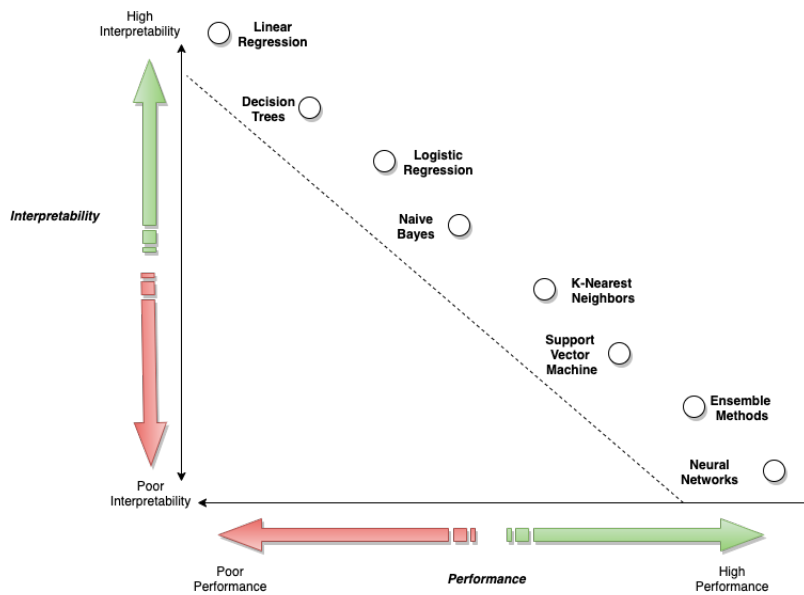 High
Interpretability
Linear
Regression
Decision
Trees
Logistic
Regression
Interpretability
Naive
Bayes
K-Nearest
Neighbors
Support
Vector
Machine
Ensemble
Methods
Neural
Networks
Poor
Interpretability
Poor
Performance
Performance
High
Performance